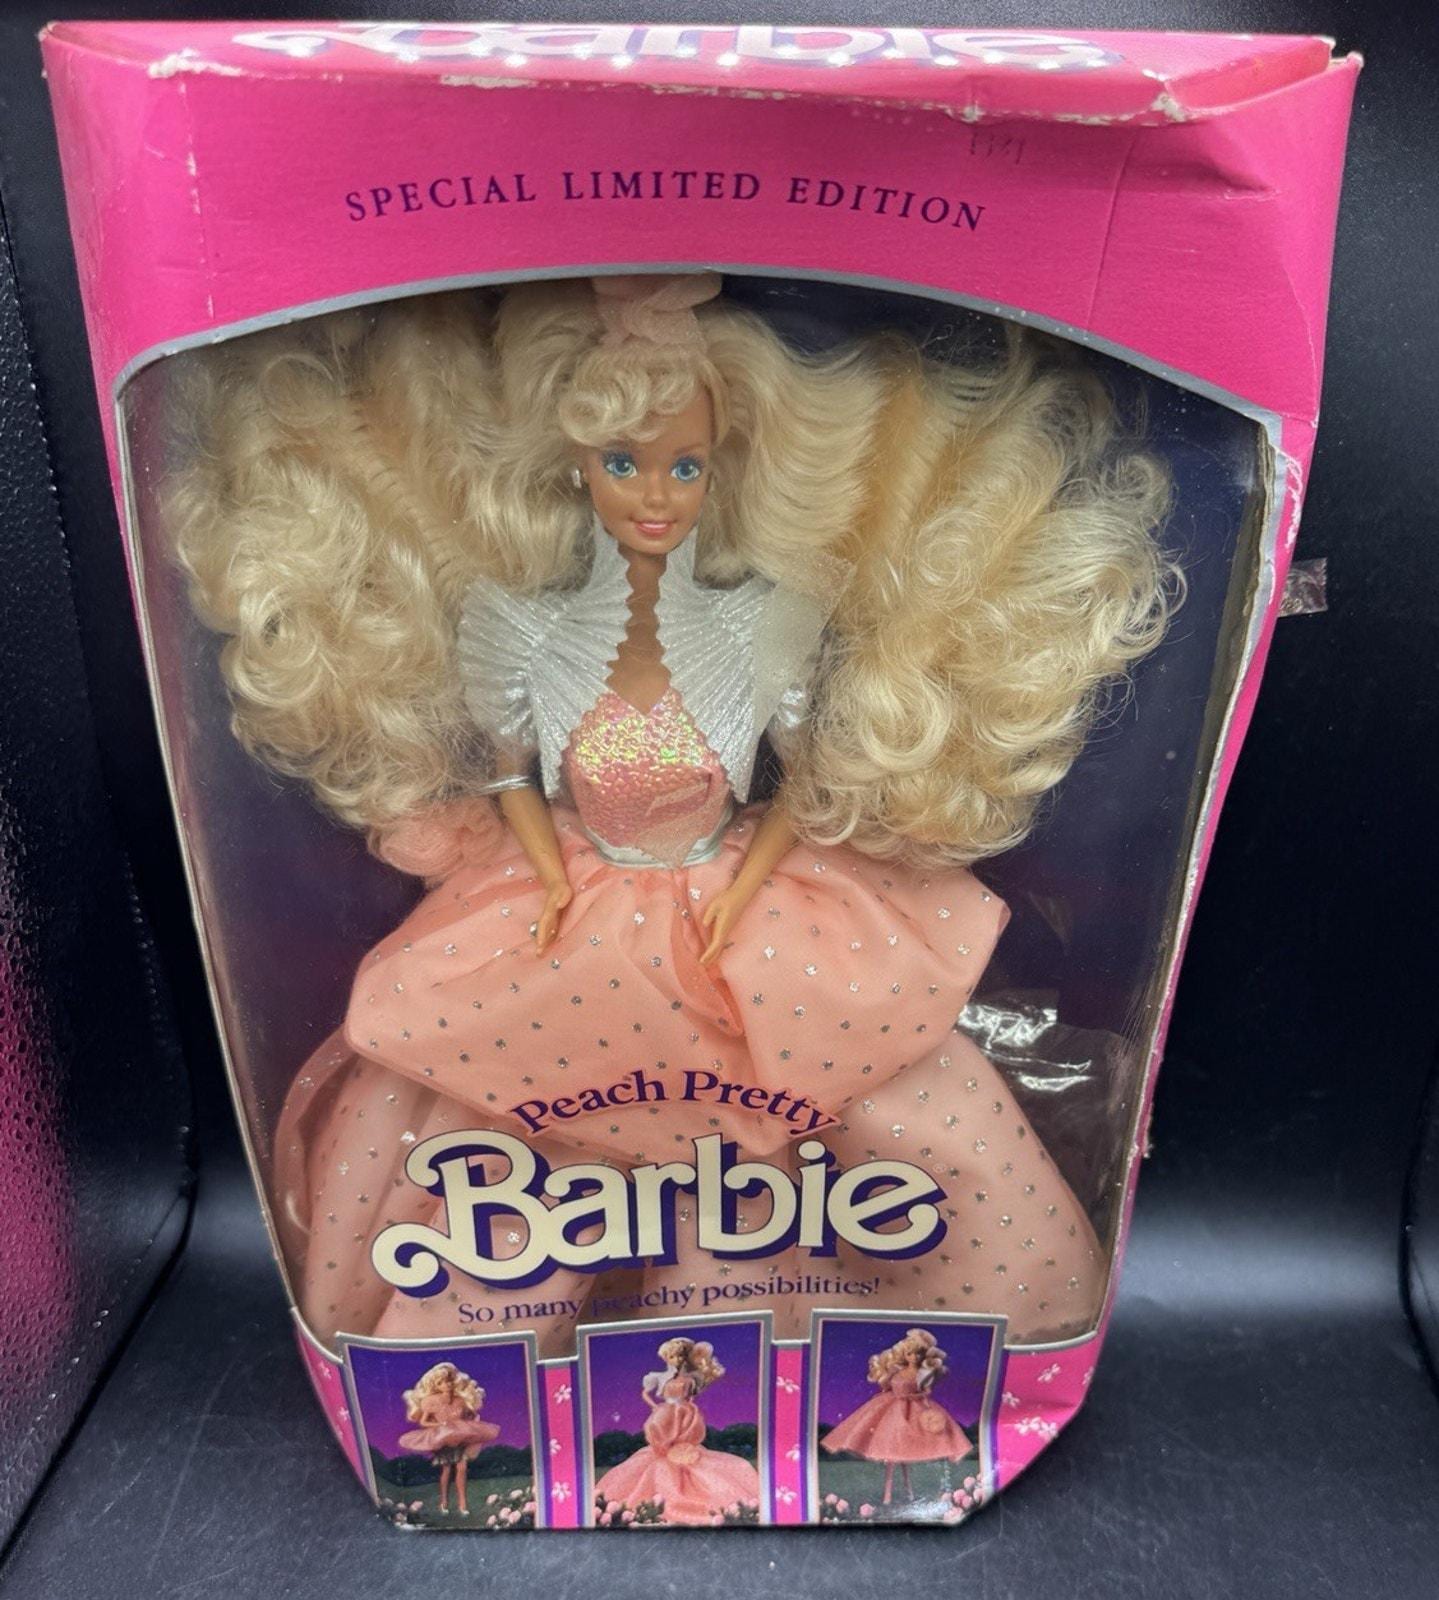 Barbie
SPECIAL LIMITED EDITION
Peach Pretty
Barbie
So many peachy possibilities!